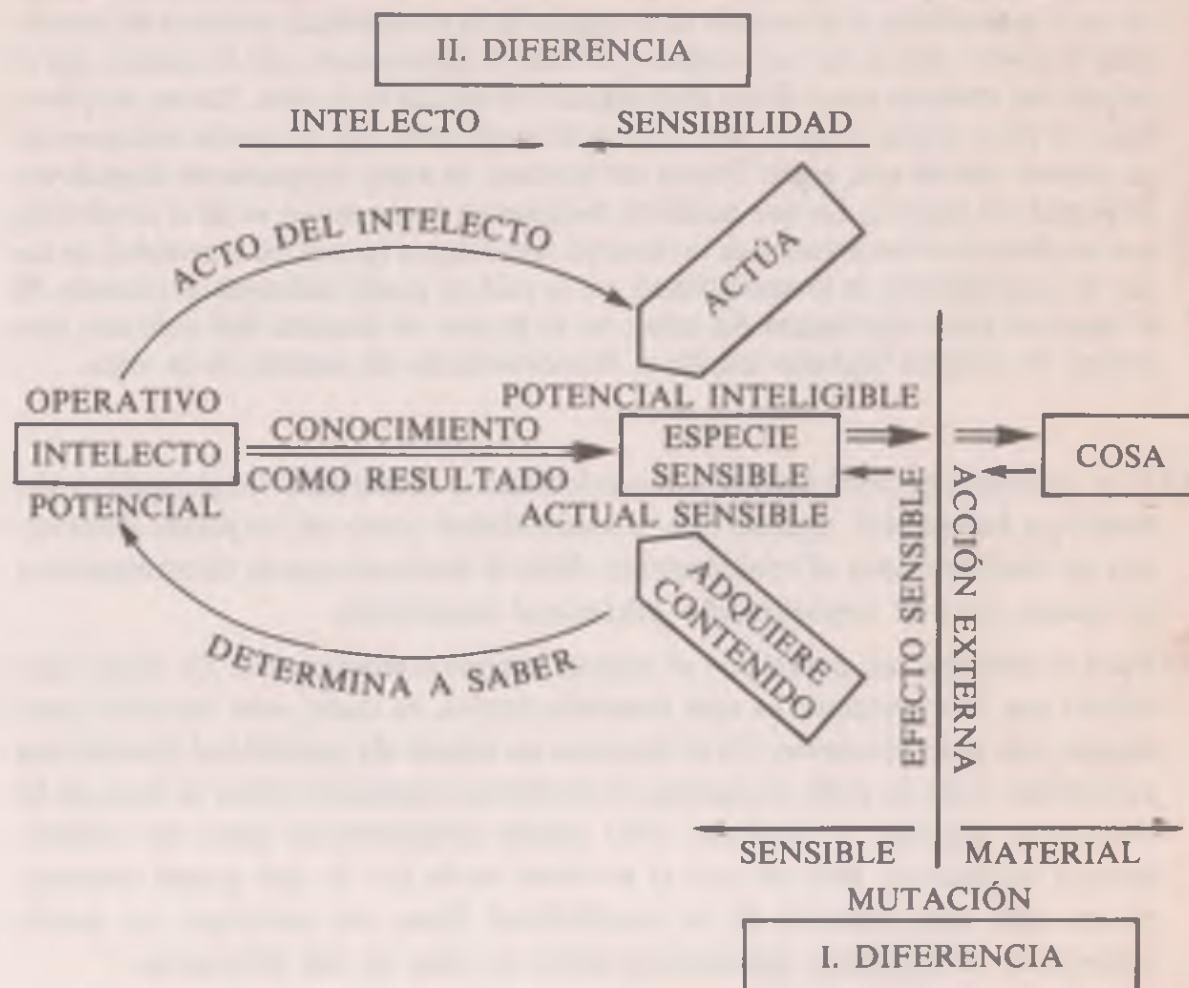 II. DIFERENCIA
INTELECTO SENSIBILIDAD
ACTO DEL INTELECTO
ACTÚA
OPERATIVO
INTELECTO
POTENCIAL
CONOCIMIENTO
COMO RESULTADO
POTENCIAL INTELIGIBLE
ESPECIE
SENSIBLE
ACTUAL SENSIBLE
COSA
EFECTO SENSIBLE
ACCIÓN EXTERNA
ADQUIERE
CONTENIDO
DETERMINA A SABER
SENSIBLE MATERIAL
MUTACIÓN
I. DIFERENCIA